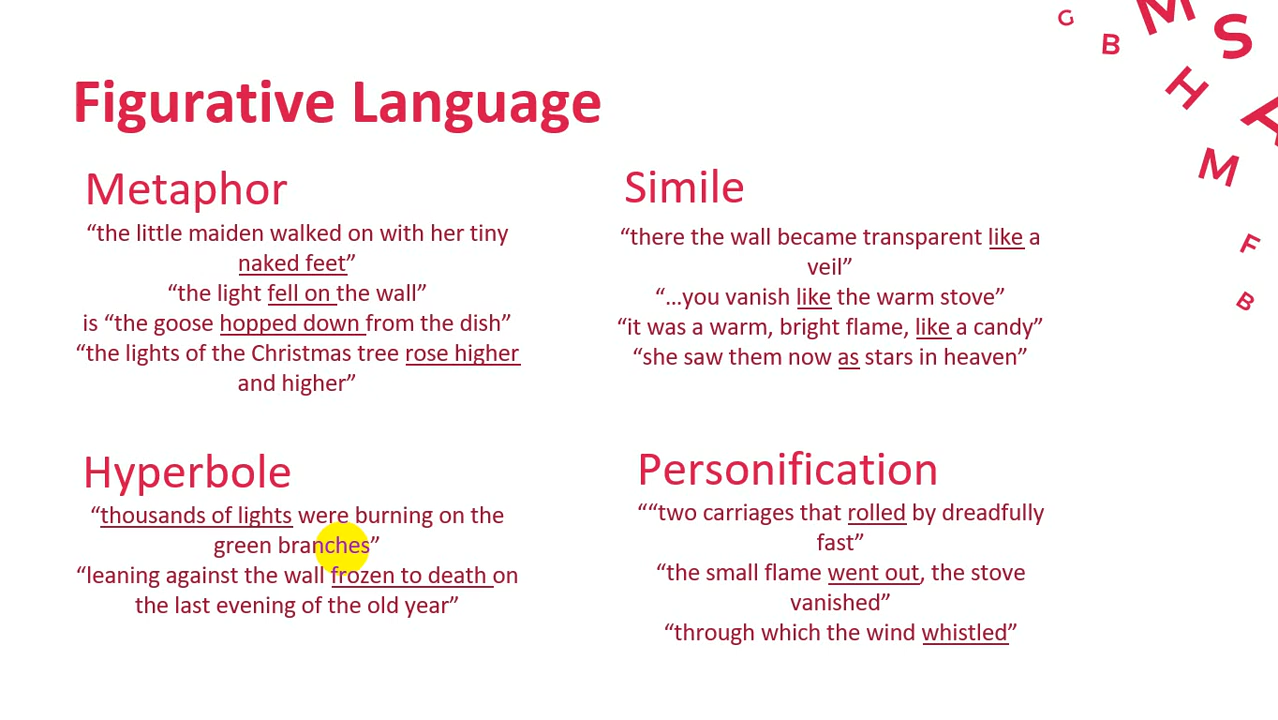 G
B
M
S
H
A
M
F
B
Figurative Language
Metaphor
“the little maiden walked on with her tiny
naked feet”
“the light fell on the wall”
is “the goose hopped down from the dish”
“the lights of the Christmas tree rose higher
and higher”
Simile
“there the wall became transparent like a
veil”
“...you vanish like the warm stove”
“it was a warm, bright flame, like a candy”
“she saw them now as stars in heaven”
Hyperbole
“thousands of lights were burning on the
green branches”
“leaning against the wall frozen to death on
the last evening of the old year”
Personification
““two carriages that rolled by dreadfully
fast”
“the small flame went out, the stove
vanished”
“through which the wind whistled”